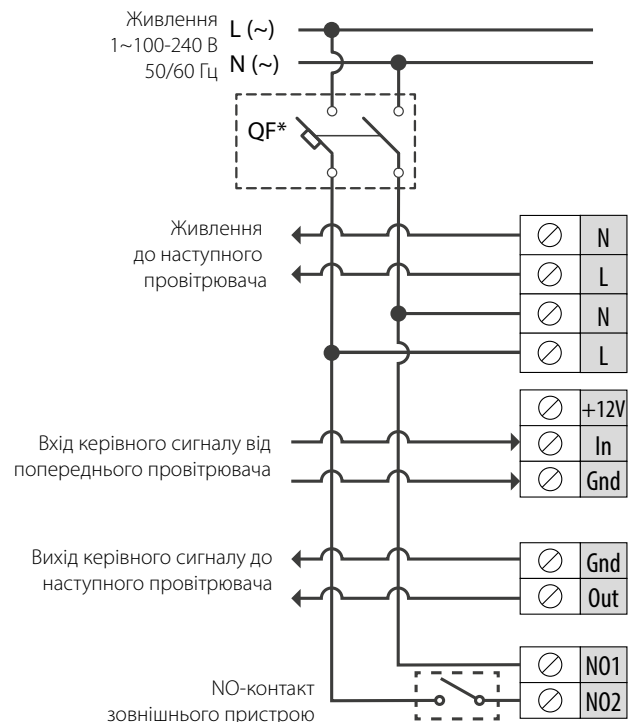 Живлення
1~100-240 В
50/60 Гц
L (~)
N (~)
QF*
Живлення
до наступного
провітрювача
N
L
N
L
+12V
In
Gnd
Вхід керівного сигналу від
попереднього провітрювача
Gnd
Out
Вихід керівного сигналу до
наступного провітрювача
NO1
NO2
NO-контакт
зовнішнього пристрою